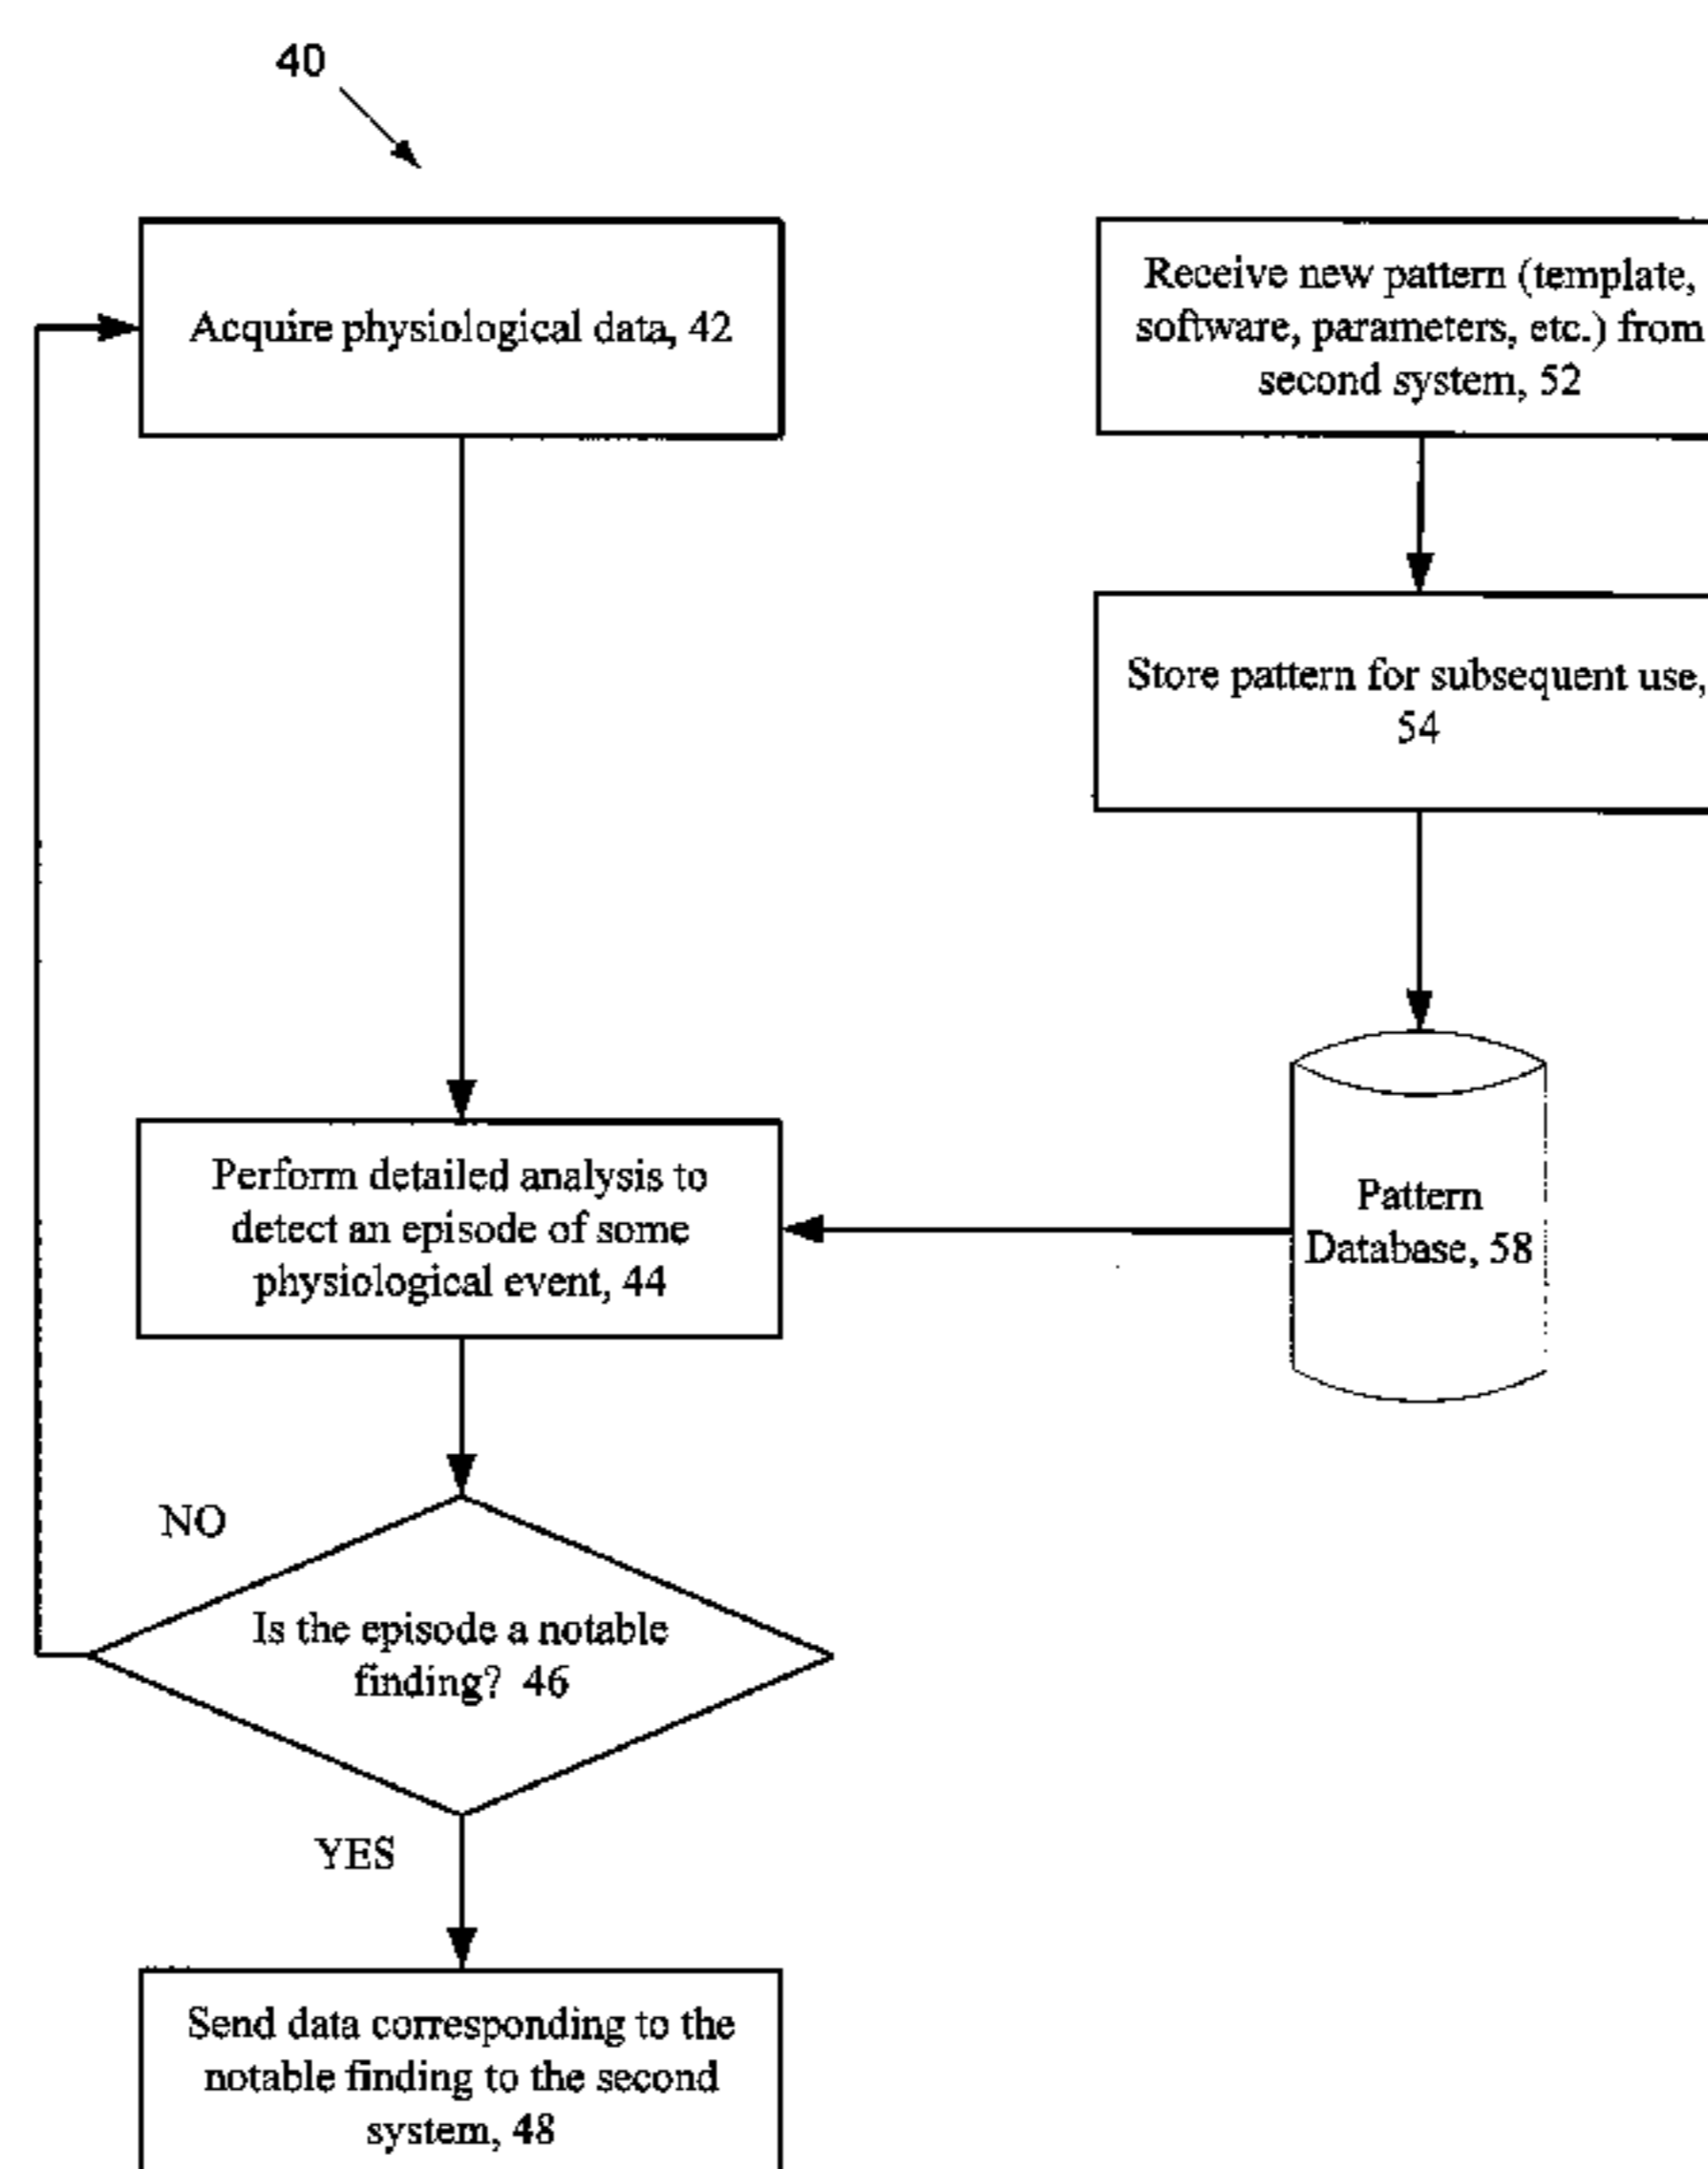 40
Acquire physiological data, 42
Receive new pattern (template,
software, parameters, etc.) from
second system, 52
Store pattern for subsequent use,
54
Perform detailed analysis to
detect an episode of some
physiological event, 44
Pattern
Database, 58
NO
Is the episode a notable
finding? 46
YES
Send data corresponding to the
notable finding to the second
system, 48